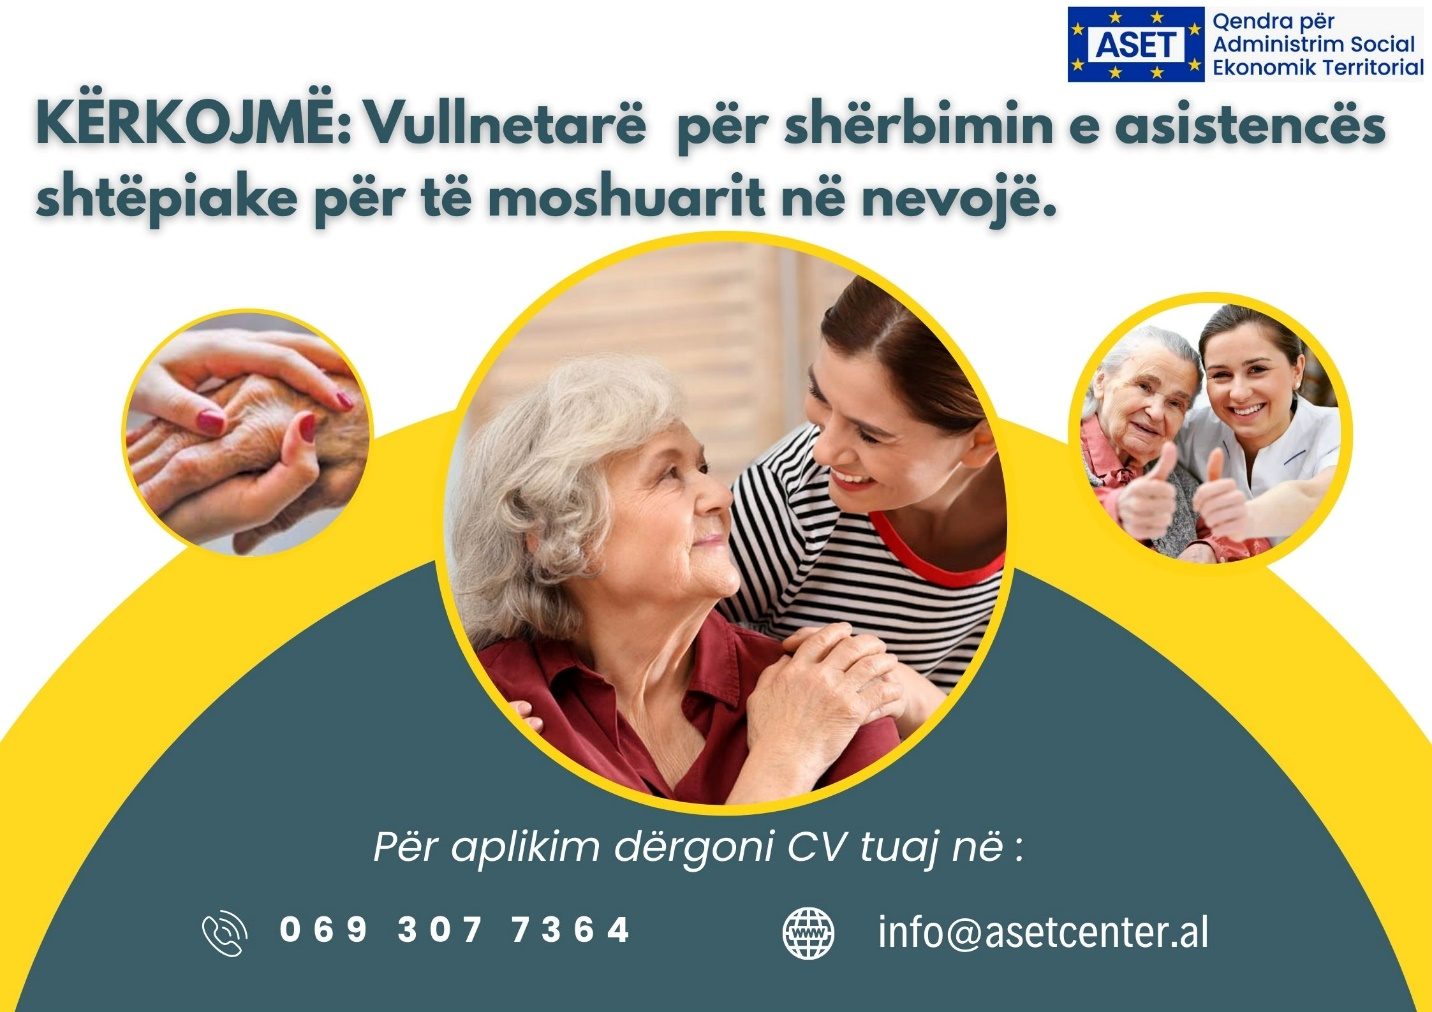 ASET
Qendra për
Administrim Social
Ekonomik Territorial
KËRKOJMË: Vullnetarë për shërbimin e asistencës
shtëpiake për të moshuarit në nevojë.
Për aplikim dërgoni CV tuaj në :
069 307 7364
www
info@asetcenter.al